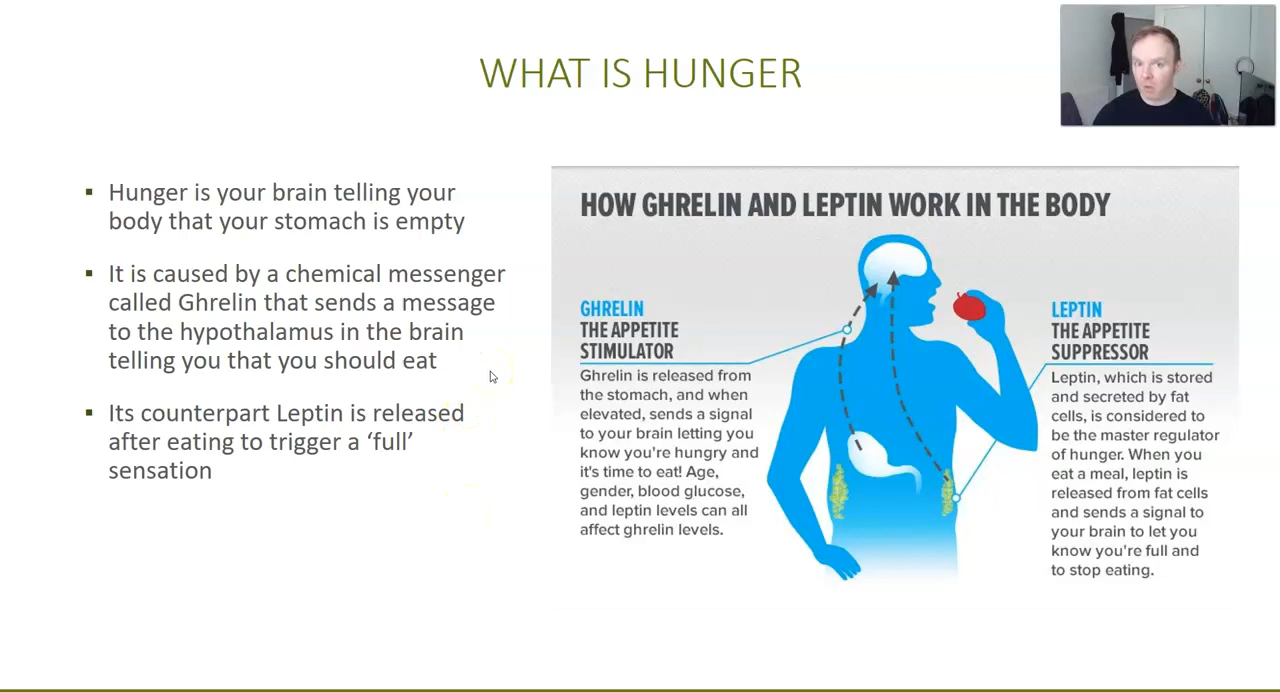 WHAT IS HUNGER
▪ Hunger is your brain telling your
body that your stomach is empty
▪ It is caused by a chemical messenger
called Ghrelin that sends a message
to the hypothalamus in the brain
telling you that you should eat
▪ Its counterpart Leptin is released
after eating to trigger a ‘full’
sensation
HOW GHRELIN AND LEPTIN WORK IN THE BODY
GHRELIN
THE APPETITE
STIMULATOR
Ghrelin is released from
the stomach, and when
elevated, sends a signal
to your brain letting you
know you're hungry and
it's time to eat! Age,
gender, blood glucose,
and leptin levels can all
affect ghrelin levels.
LEPTIN
THE APPETITE
SUPPRESSOR
Leptin, which is stored
and secreted by fat
cells, is considered to
be the master regulator
of hunger. When you
eat a meal, leptin is
released from fat cells
and sends a signal to
your brain to let you
know you're full and
to stop eating.